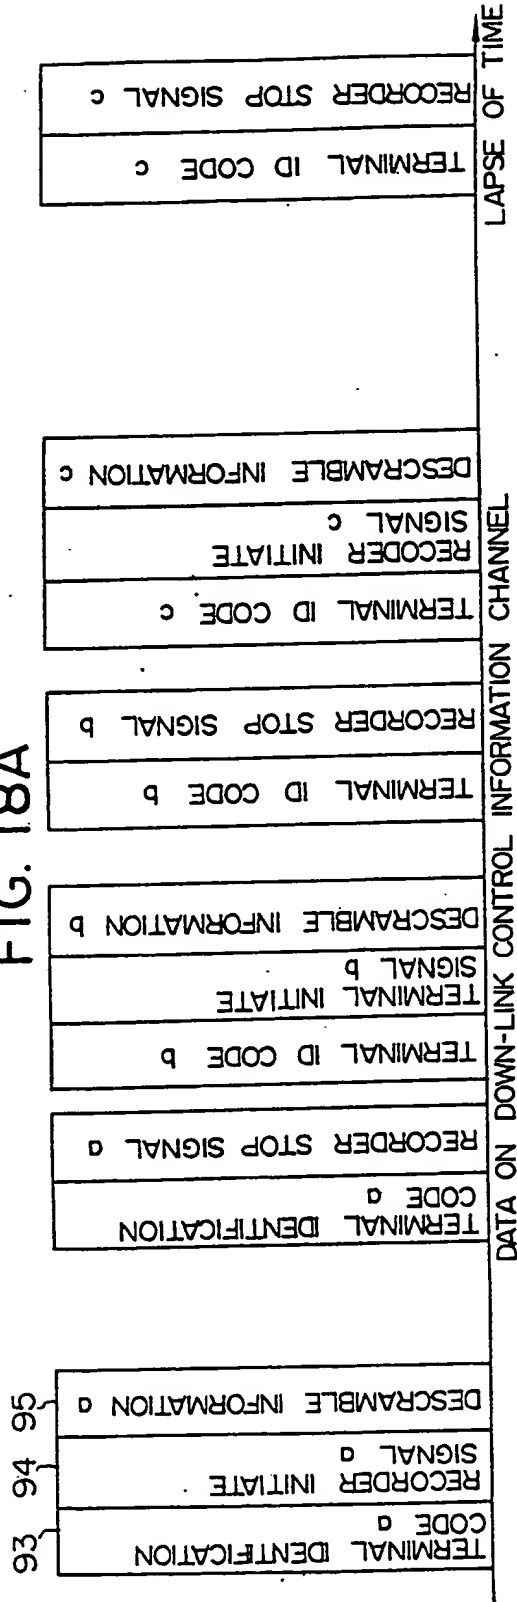 FIG. 18A
93
94
95
TERMINAL IDENTIFICATION
CODE a
RECORDER INITIATE
SIGNAL a
DESCRAMBLE INFORMATION a
TERMINAL IDENTIFICATION
CODE a
RECORDER STOP SIGNAL a
TERMINAL ID CODE b
TERMINAL INITIATE
SIGNAL b
DESCRAMBLE INFORMATION b
TERMINAL ID CODE b
RECORDER STOP SIGNAL b
TERMINAL ID CODE c
RECODER INITIATE
SIGNAL c
DESCRAMBLE INFORMATION c
TERMINAL ID CODE c
RECORDER STOP SIGNAL c
DATA ON DOWN-LINK CONTROL INFORMATION CHANNEL
LAPSE OF TIME